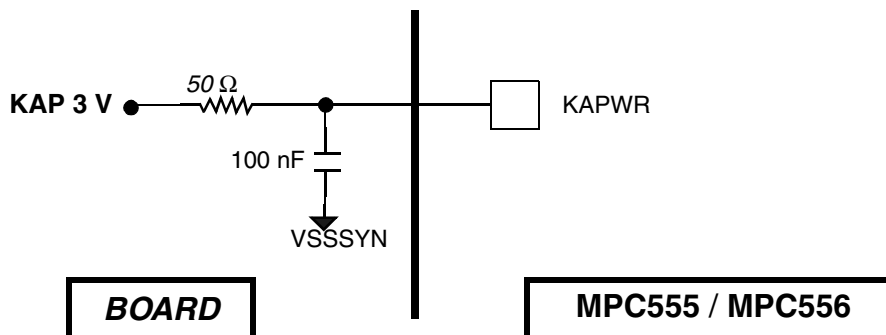 50 Ω
KAP 3 V
KAPWR
100 nF
VSSSYN
BOARD
MPC555 / MPC556